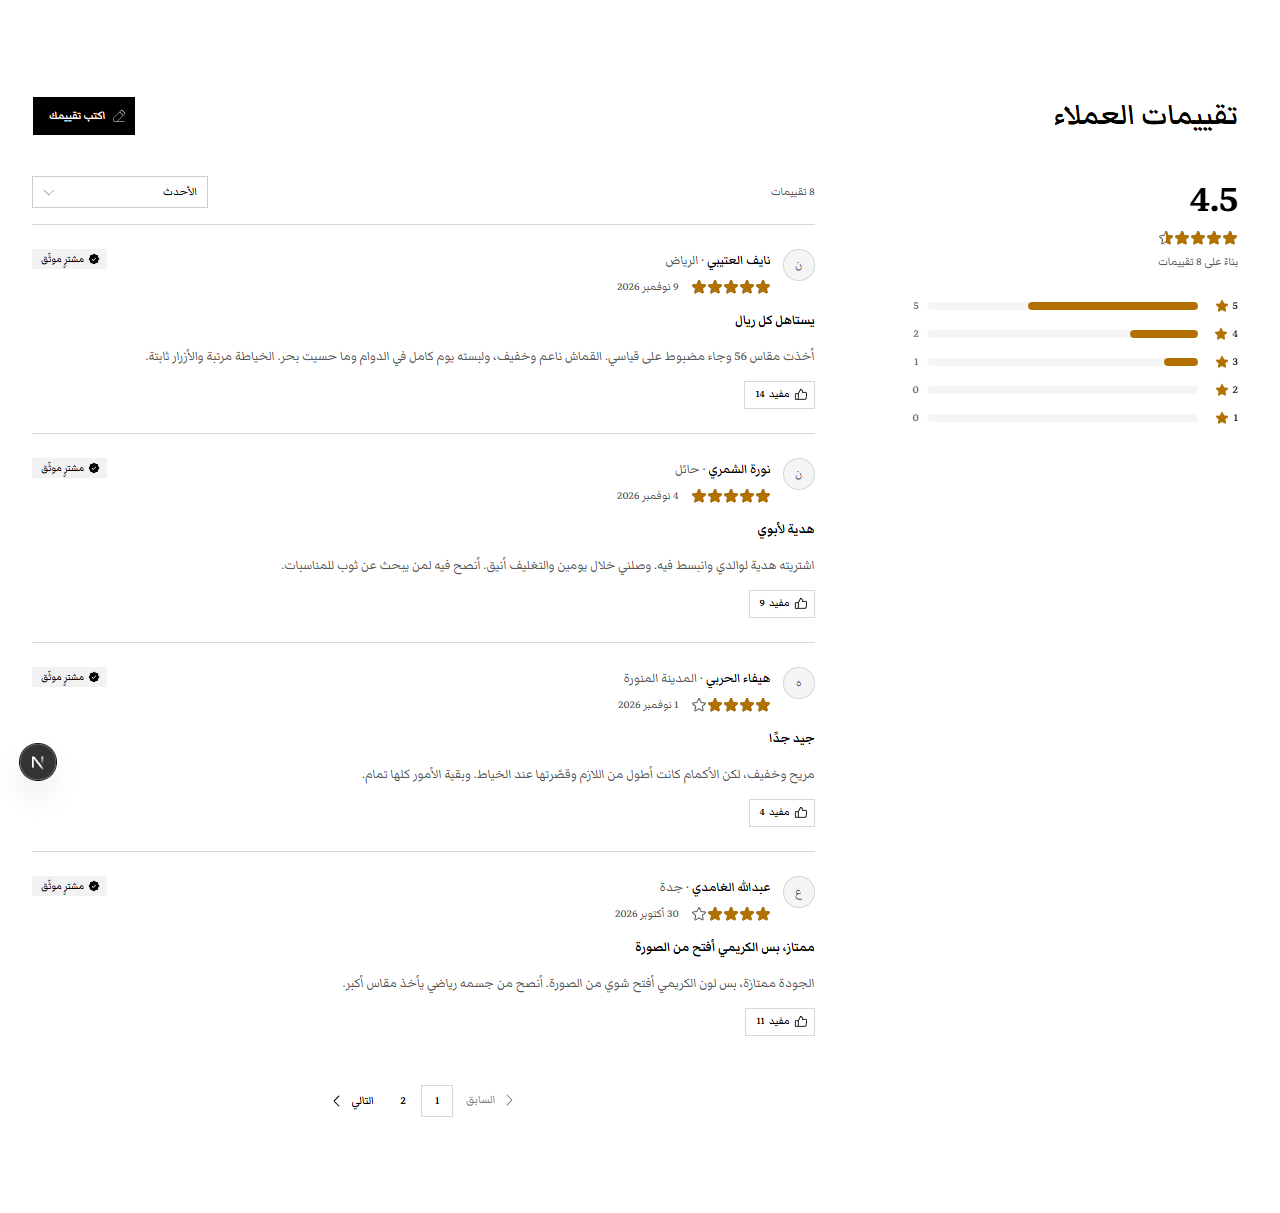 تقييمات العملاء
اكتب تقييمك
4.5
بناءً على 8 تقييمات
5 5
4 2
3 1
2 0
1 0
8 تقييمات
الأحدث
ن
نايف العتيبي · الرياض
مشترٍ موثّق
9 نوفمبر 2026
يستاهل كل ريال
أخذت مقاس 56 وجاء مضبوط على قياسي. القماش ناعم وخفيف، ولبسته يوم كامل في الدوام وما حسيت بحر. الخياطة مرتبة والأزرار ثابتة.
مفيد 14
ن
نورة الشمري · حائل
مشترٍ موثّق
4 نوفمبر 2026
هدية لأبوي
اشتريته هدية لوالدي وانبسط فيه. وصلني خلال يومين والتغليف أنيق. أنصح فيه لمن يبحث عن ثوب للمناسبات.
مفيد 9
ه
هيفاء الحربي · المدينة المنورة
مشترٍ موثّق
1 نوفمبر 2026
جيد جدًا
مريح وخفيف، لكن الأكمام كانت أطول من اللازم وقصّرتها عند الخياط. وبقية الأمور كلها تمام.
مفيد 4
ع
عبدالله الغامدي · جدة
مشترٍ موثّق
30 أكتوبر 2026
ممتاز، بس الكريمي أفتح من الصورة
الجودة ممتازة، بس لون الكريمي أفتح شوي من الصورة. أنصح من جسمه رياضي يأخذ مقاس أكبر.
مفيد 11
السابق 1 2 التالي
N